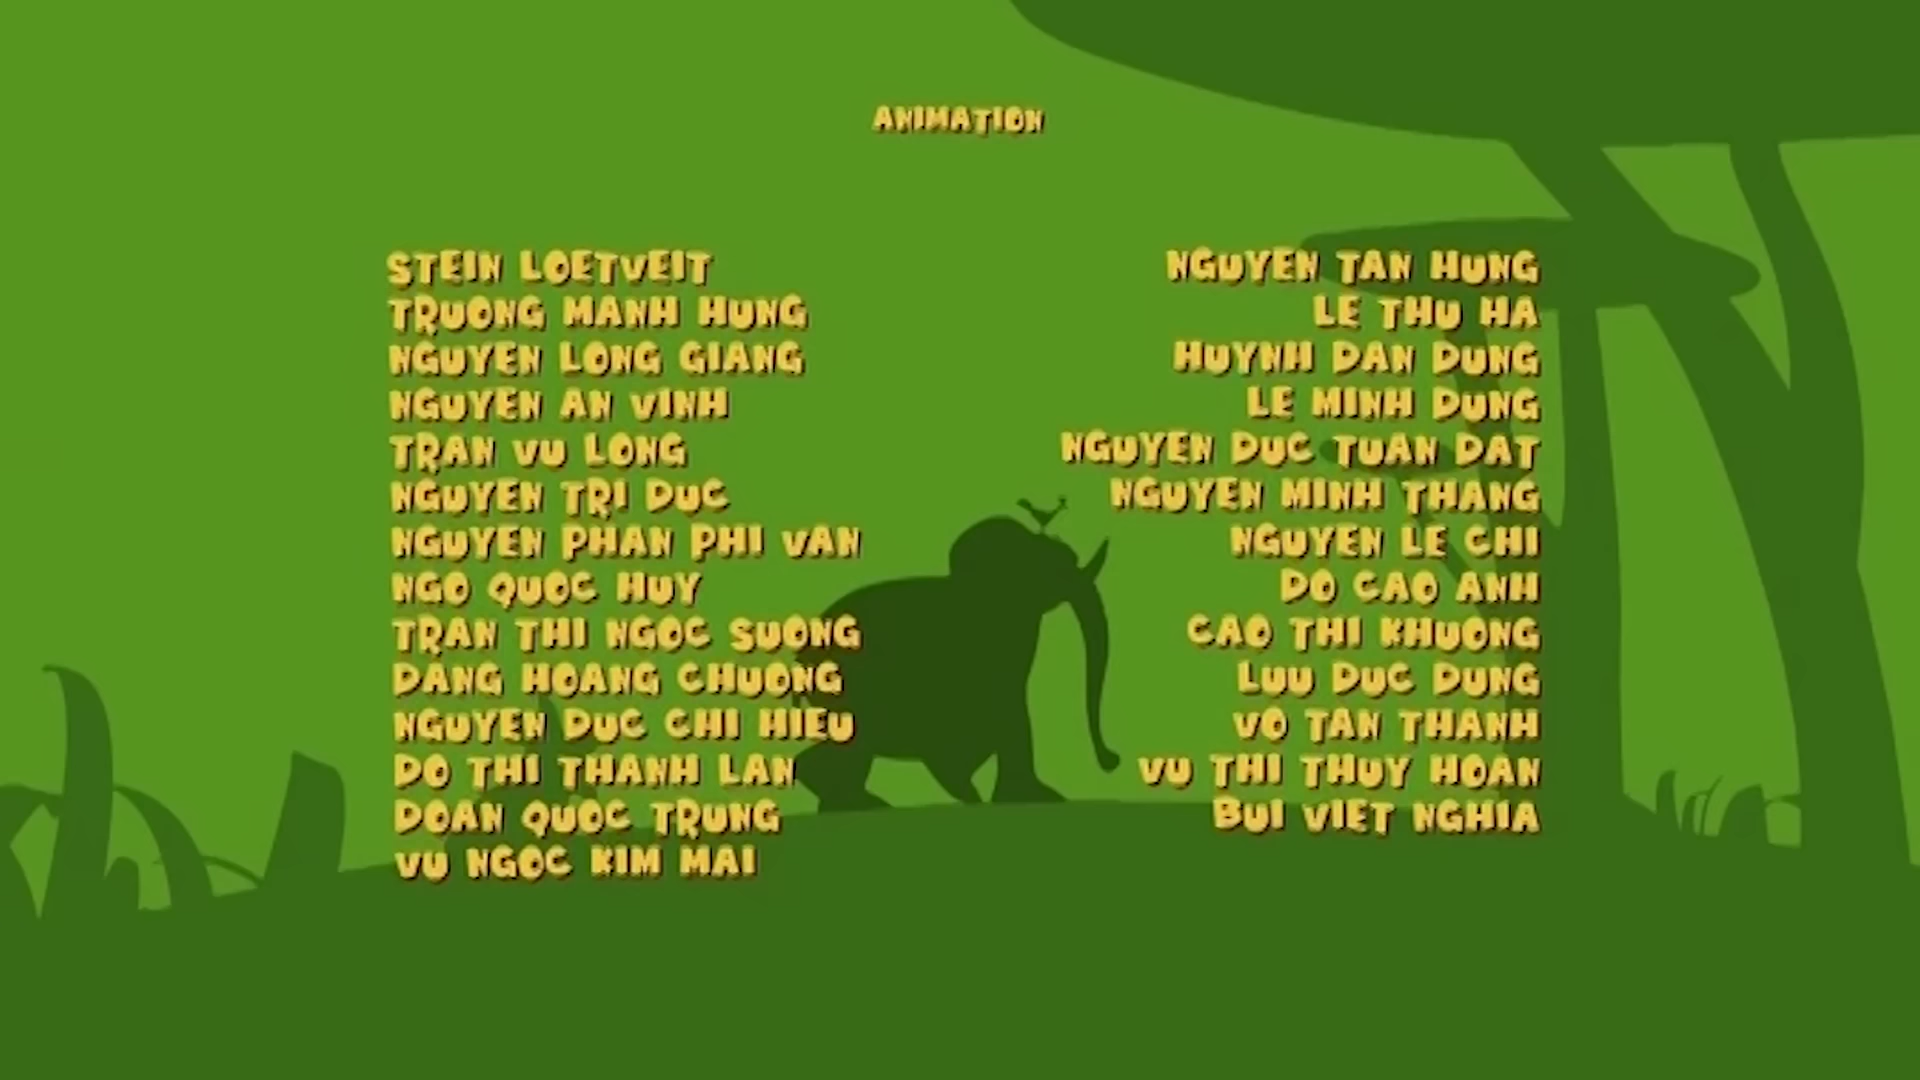 ANIMATION
STEIN LOETVEIT
TRUONG MANH HUNG
NGUYEN LONG GIANG
NGUYEN AN VINH
TRAN VU LONG
NGUYEN TRI DUC
NGUYEN PHAN PHI VAN
NGO QUOC HUY
TRAN THI NGOC SUONG
DANG HOANG CHUONG
NGUYEN DUC CHI HIEU
DO THI THANH LAN
DOAN QUOC TRUNG
VU NGOC KIM MAI
NGUYEN TAN HUNG
LE THU HA
HUYNH DAN DUNG
LE MINH DUNG
NGUYEN DUC TUAN DAT
NGUYEN MINH THANG
NGUYEN LE CHI
DO CAO ANH
CAO THI KHUONG
LUU DUC DUNG
VO TAN THANH
VU THI THUY HOAN
BUI VIET NGHIA